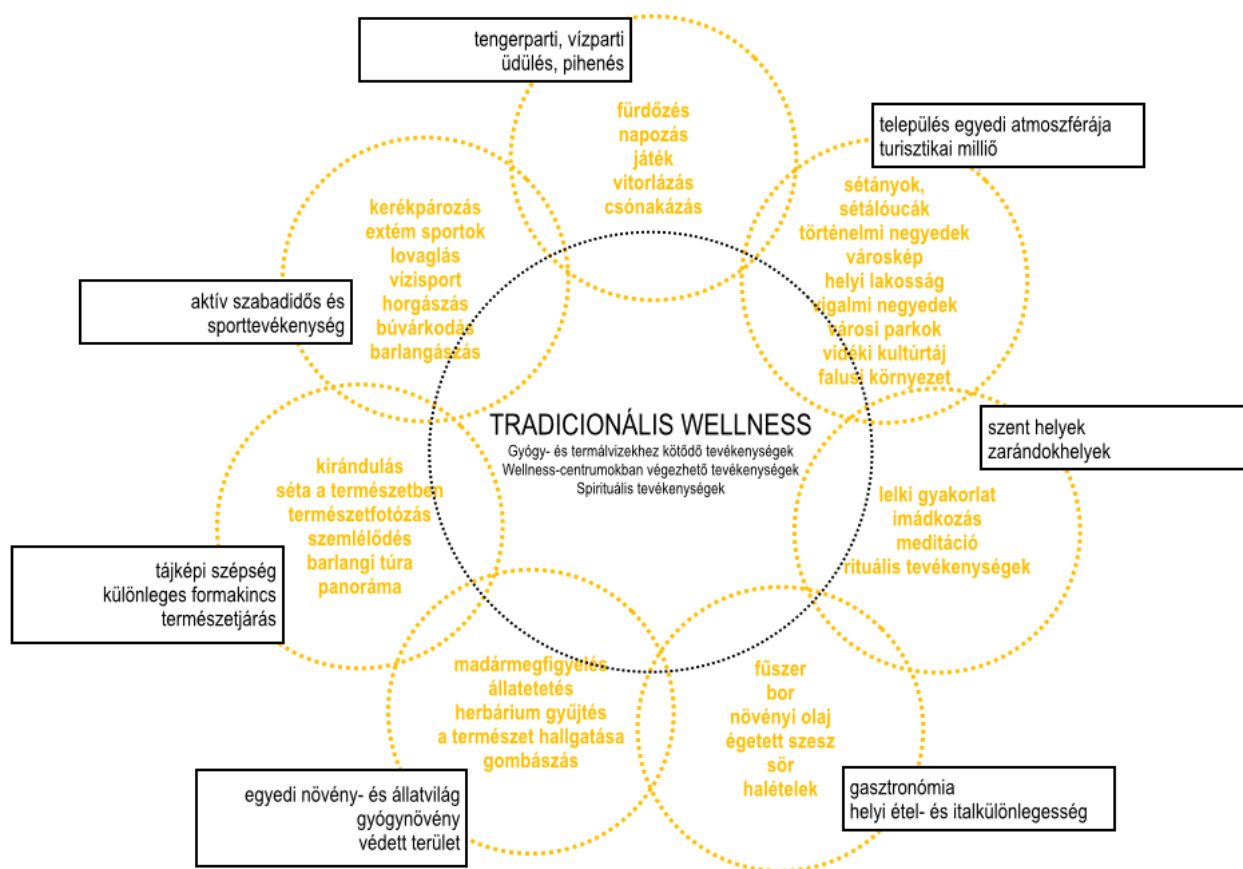 tengerparti, vízparti
üdülés, pihenés
fürdőzés
napozás
játék
vitorlázás
csónakázás
település egyedi atmoszférája
turisztikai millió
sétányok,
sétálóucák
történelmi negyedek
városkép
helyi lakosság
vigalmi negyedek
városi parkok
vidéki kultúrtáj
falusi környezet
szent helyek
zarándokhelyek
lelki gyakorlat
imádkozás
meditáció
rituális tevékenységek
gasztronómia
helyi étel- és italkülönlegesség
fűszer
bor
növényi olaj
égetett szesz
sör
halételek
egyedi növény- és állatvilág
gyógynövény
védett terület
madármegfigyelés
állatetetés
herbárium gyűjtés
a természet hallgatása
gombászás
tájképi szépség
különleges formakincs
természetjárás
kirándulás
séta a természetben
természetfotózás
szemlélődés
barlangi túra
panoráma
aktív szabadidős és
sporttevékenység
kerékpározás
extém sportok
lovaglás
vízisport
horgászás
búvárkodás
barlangászás
TRADICIONÁLIS WELLNESS
Gyógy- és termálvizekhez kötődő tevékenységek
Wellness-centrumokban végezhető tevékenységek
Spirituális tevékenységek